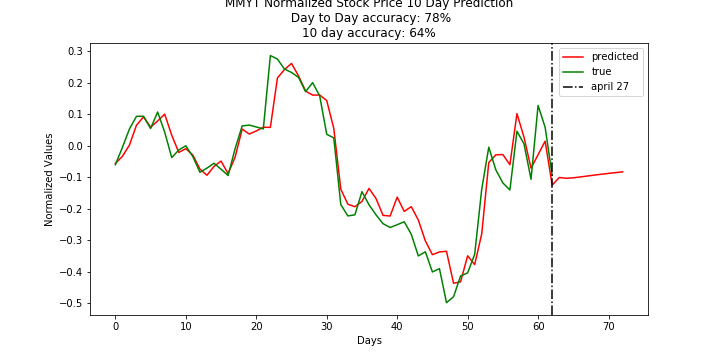 MMYT Normalized Stock Price 10 Day Prediction
Day to Day accuracy: 78%
10 day accuracy: 64%
predicted
true
april 27
Normalized Values
0.3
0.2
0.1
0.0
−0.1
−0.2
−0.3
−0.4
−0.5
0 10 20 30 40 50 60 70
Days